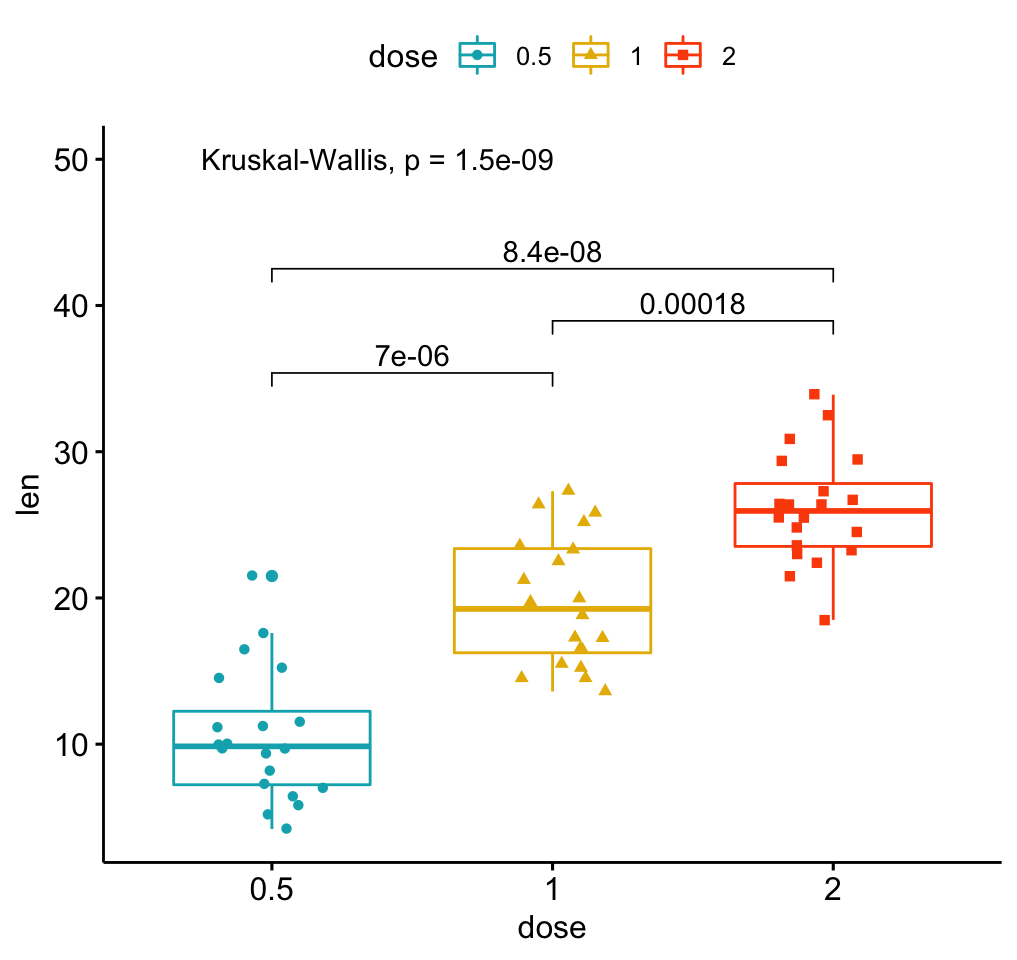 dose 0.5 1 2
50
Kruskal-Wallis, p = 1.5e-09
8.4e-08
40
0.00018
7e-06
30
len
20
10
0.5 1 2
dose